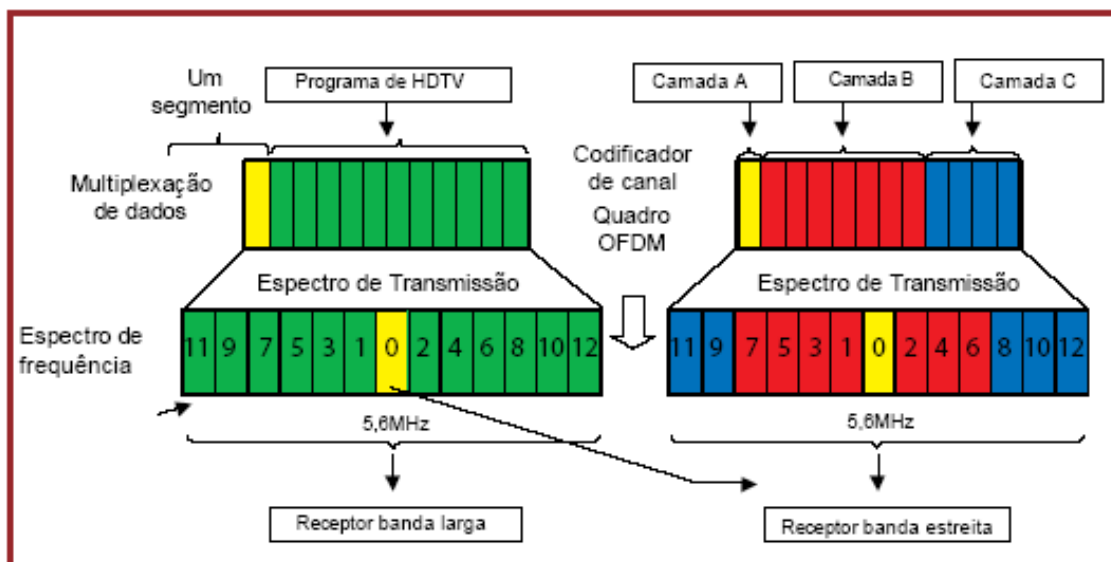 Um
segmento
Programa de HDTV
Camada A
Camada B
Camada C
Multiplexação
de dados
Codificador
de canal
Quadro
OFDM
Espectro de Transmissão
Espectro de Transmissão
Espectro de
frequência
11 9 7 5 3 1 0 2 4 6 8 10 12
11 9 7 5 3 1 0 2 4 6 8 10 12
5,6MHz
5,6MHz
Receptor banda larga
Receptor banda estreita